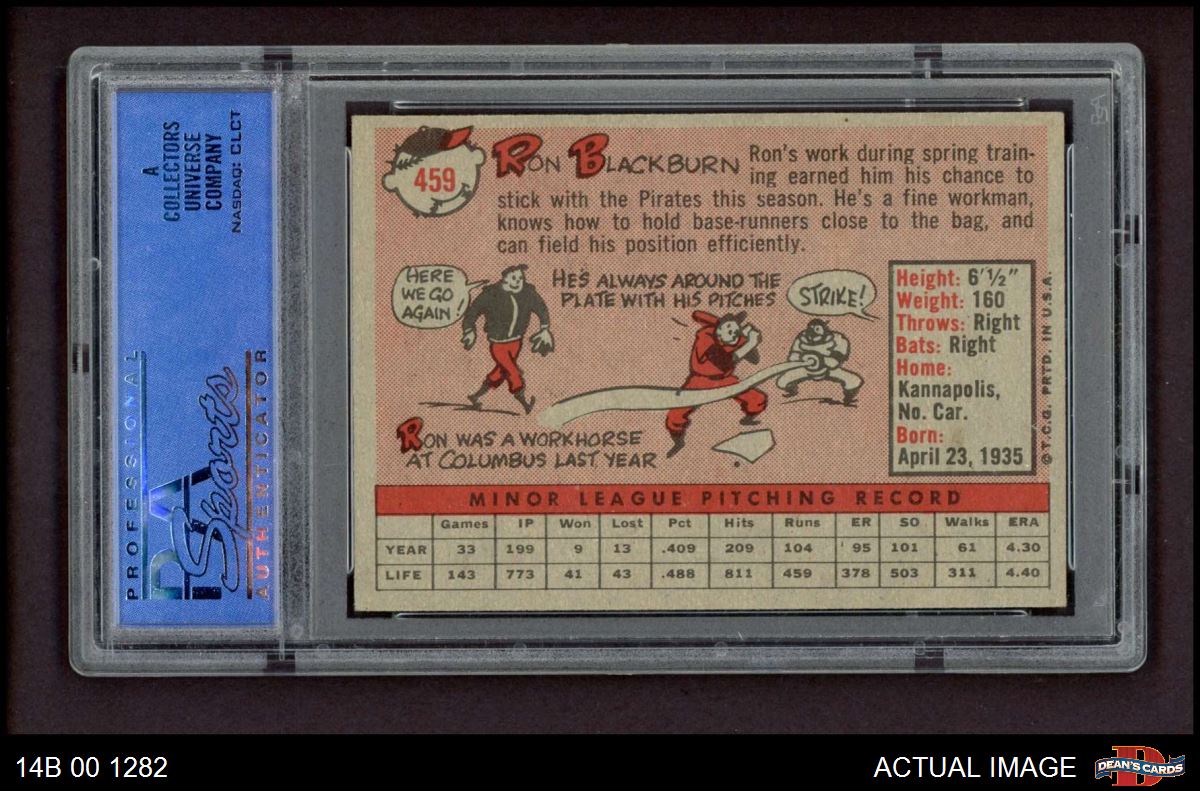 A
COLLECTORS
UNIVERSE
COMPANY
NASDAQ: CLCT
PROFESSIONAL
PSA
Sports
AUTHENTICATOR
459
RON BLACKBURN
Ron's work during spring train-
ing earned him his chance to
stick with the Pirates this season. He's a fine workman,
knows how to hold base-runners close to the bag, and
can field his position efficiently.
HERE
WE GO
AGAIN!
HE'S ALWAYS AROUND THE
PLATE WITH HIS PITCHES
STRIKE!
RON WAS A WORKHORSE
AT COLUMBUS LAST YEAR
Height: 6'½"
Weight: 160
Throws: Right
Bats: Right
Home:
Kannapolis,
No. Car.
Born:
April 23, 1935
© T.C.G. PRTD. IN U.S.A.
MINOR LEAGUE PITCHING RECORD
Games IP Won Lost Pct Hits Runs ER SO Walks ERA
YEAR 33 199 9 13 .409 209 104 95 101 61 4.30
LIFE 143 773 41 43 .488 811 459 378 503 311 4.40
14B 00 1282
ACTUAL IMAGE
DEAN'S CARDS